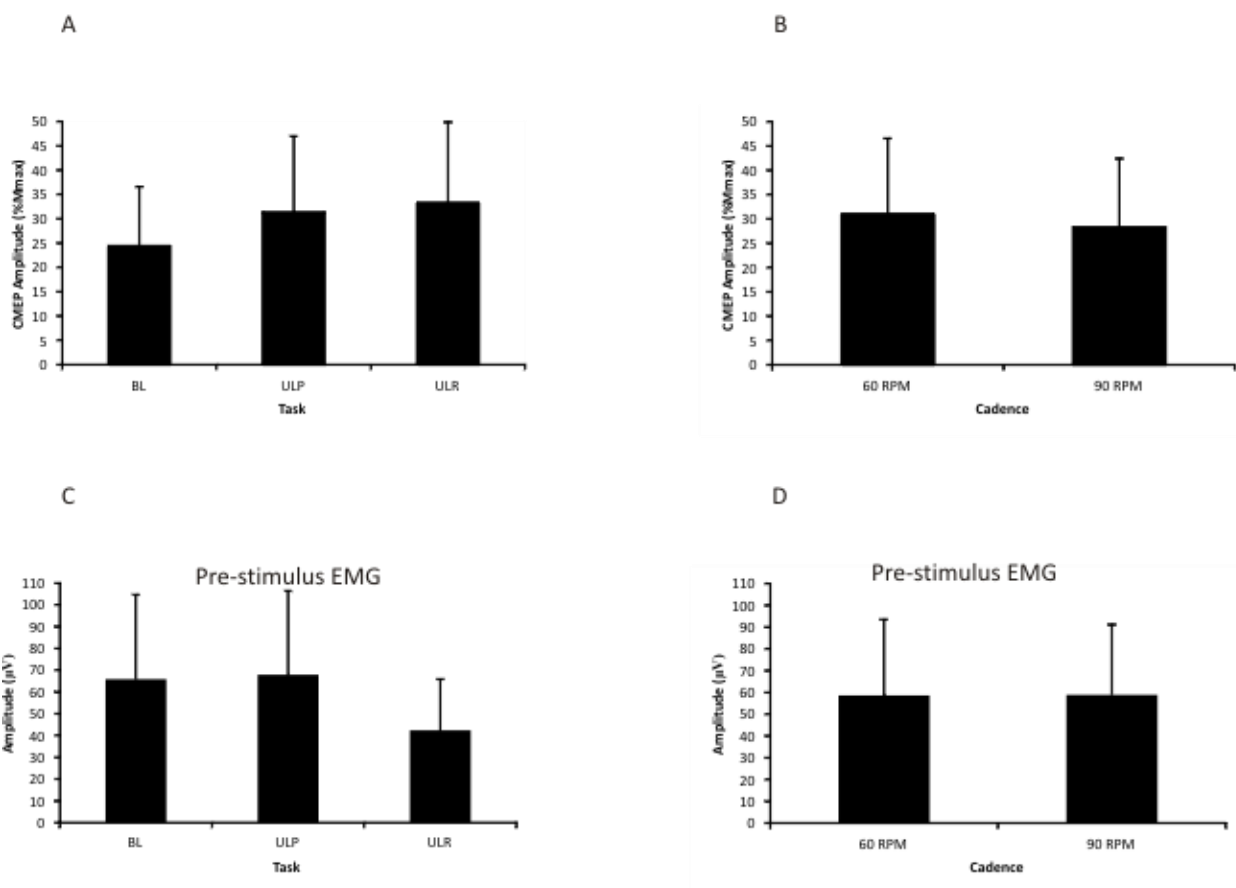 A
CMEP Amplitude (%Mmax)
50
45
40
35
30
25
20
15
10
5
0
BL ULP ULR
Task
B
CMEP Amplitude (%Mmax)
50
45
40
35
30
25
20
15
10
5
0
60 RPM 90 RPM
Cadence
C
Pre-stimulus EMG
Amplitude (μV)
110
100
90
80
70
60
50
40
30
20
10
0
BL ULP ULR
Task
D
Pre-stimulus EMG
Amplitude (μV)
110
100
90
80
70
60
50
40
30
20
10
0
60 RPM 90 RPM
Cadence